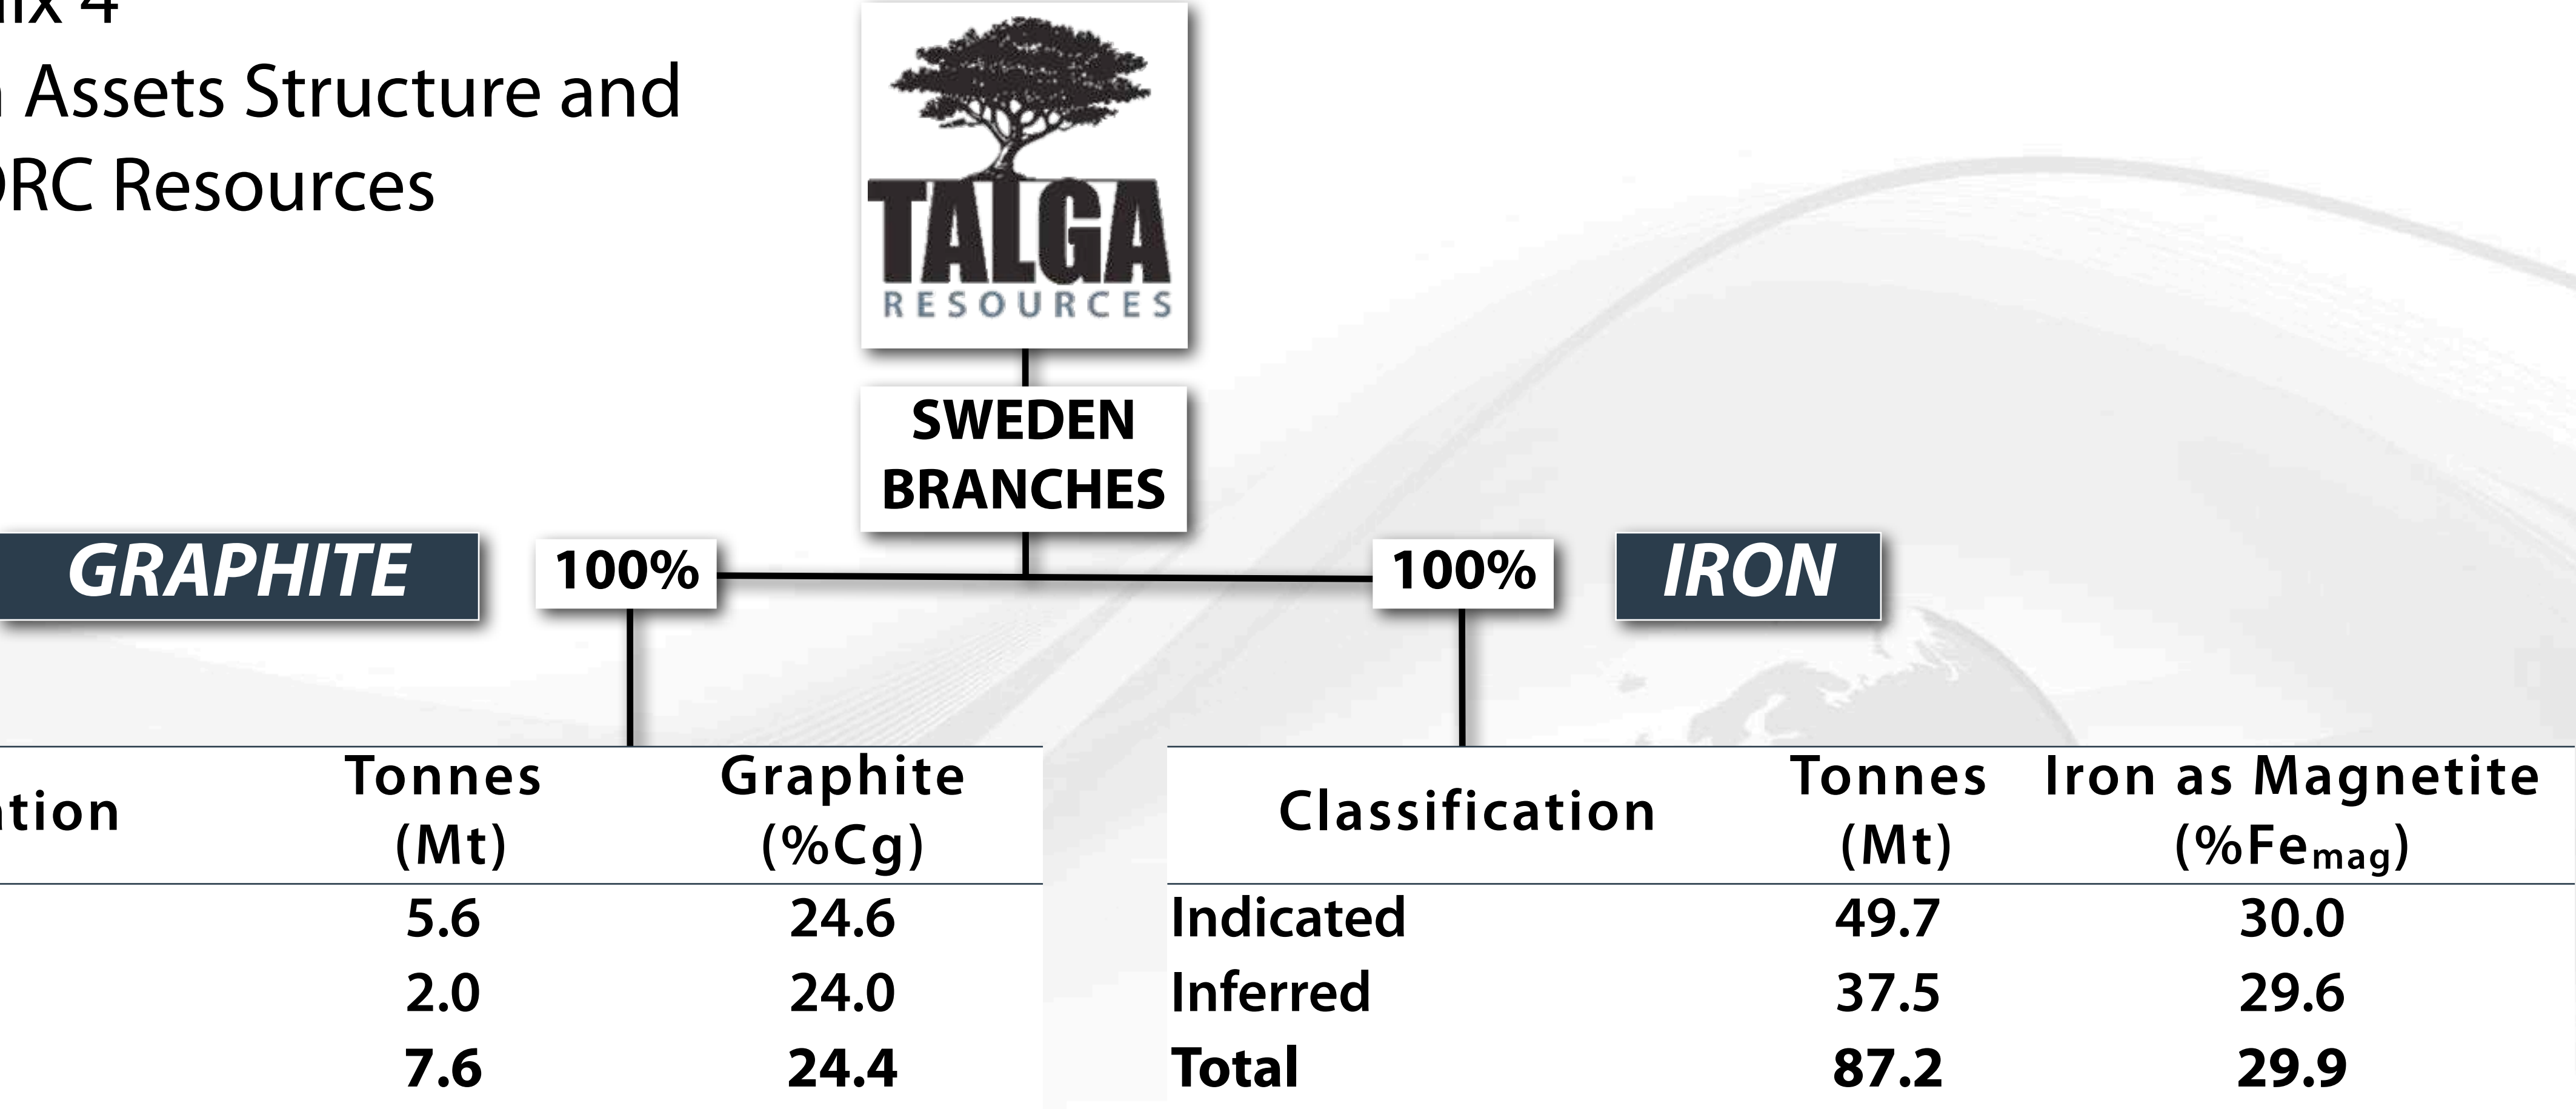 4
Assets Structure and
RC Resources
TALGA
RESOURCES
SWEDEN
BRANCHES
GRAPHITE 100% 100% IRON
Tonnes Graphite
(Mt) (%Cg)
5.6 24.6
2.0 24.0
7.6 24.4
Classification Tonnes Iron as Magnetite
(Mt) (%Femag)
Indicated 49.7 30.0
Inferred 37.5 29.6
Total 87.2 29.9